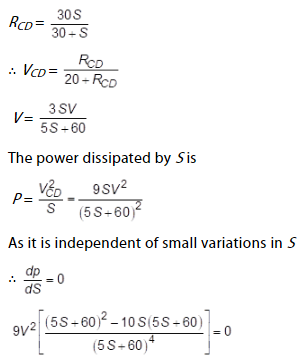 R_CD = 30S / (30+S)
∴ V_CD = R_CD / (20+R_CD)
V = 3SV / (5S+60)
The power dissipated by S is
P = V²_CD / S = 9SV² / (5S+60)²
As it is independent of small variations in S
∴ dp/dS = 0
9V² [ ((5S+60)² − 10S(5S+60)) / (5S+60)⁴ ] = 0